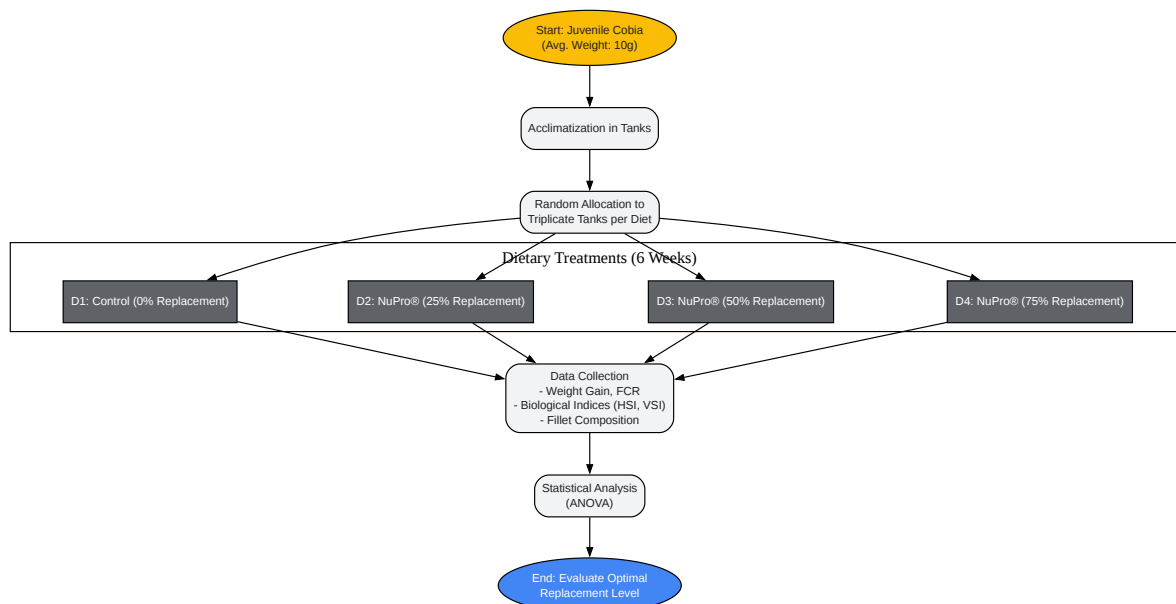 Start: Juvenile Cobia
(Avg. Weight: 10g)
Acclimatization in Tanks
Random Allocation to
Triplicate Tanks per Diet
Dietary Treatments (6 Weeks)
D1: Control (0% Replacement)
D2: NuPro® (25% Replacement)
D3: NuPro® (50% Replacement)
D4: NuPro® (75% Replacement)
Data Collection
- Weight Gain, FCR
- Biological Indices (HSI, VSI)
- Fillet Composition
Statistical Analysis
(ANOVA)
End: Evaluate Optimal
Replacement Level